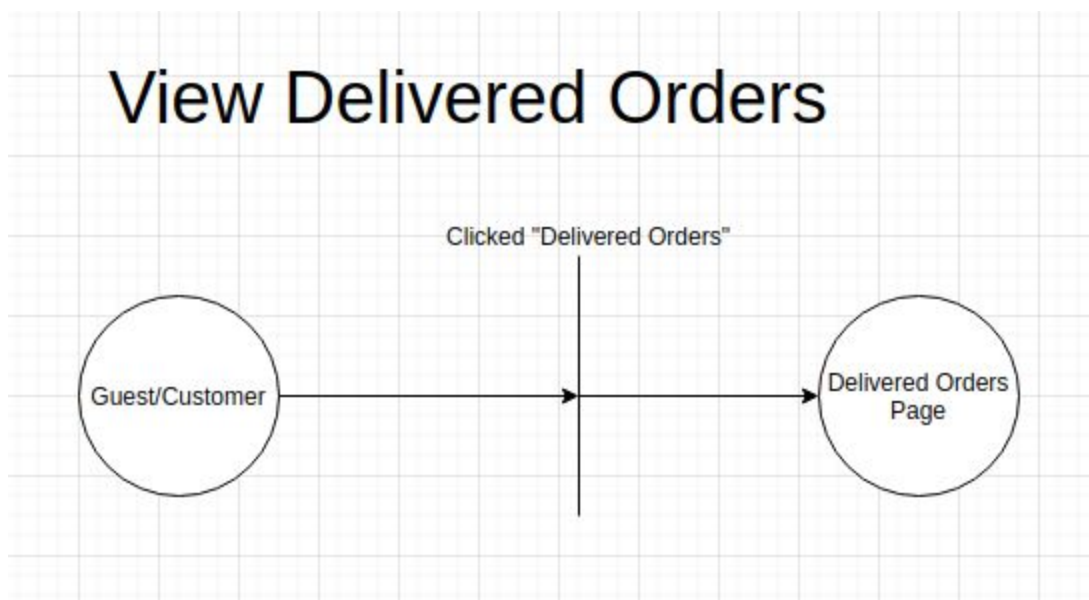 View Delivered Orders
Clicked "Delivered Orders"
Guest/Customer
Delivered Orders
Page